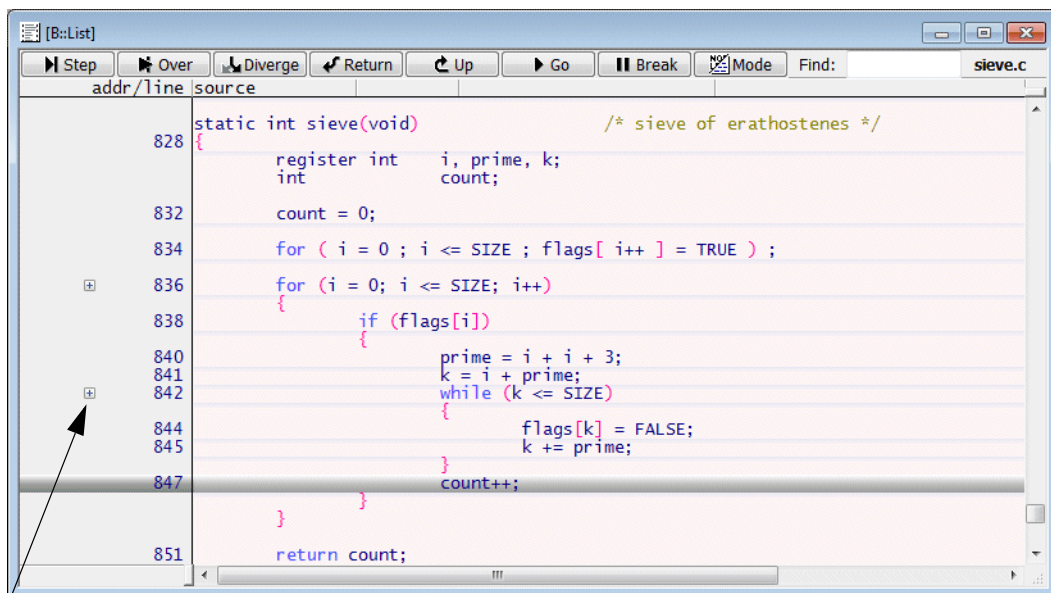 [B::List]
Step Over Diverge Return Up Go Break Mode Find: sieve.c
addr/line source
static int sieve(void) /* sieve of erathostenes */
828 {
register int i, prime, k;
int count;
832 count = 0;
834 for ( i = 0 ; i <= SIZE ; flags[ i++ ] = TRUE ) ;
836 for (i = 0; i <= SIZE; i++)
{
838 if (flags[i])
{
840 prime = i + i + 3;
841 k = i + prime;
842 while (k <= SIZE)
{
844 flags[k] = FALSE;
845 k += prime;
}
847 count++;
}
}
851 return count;